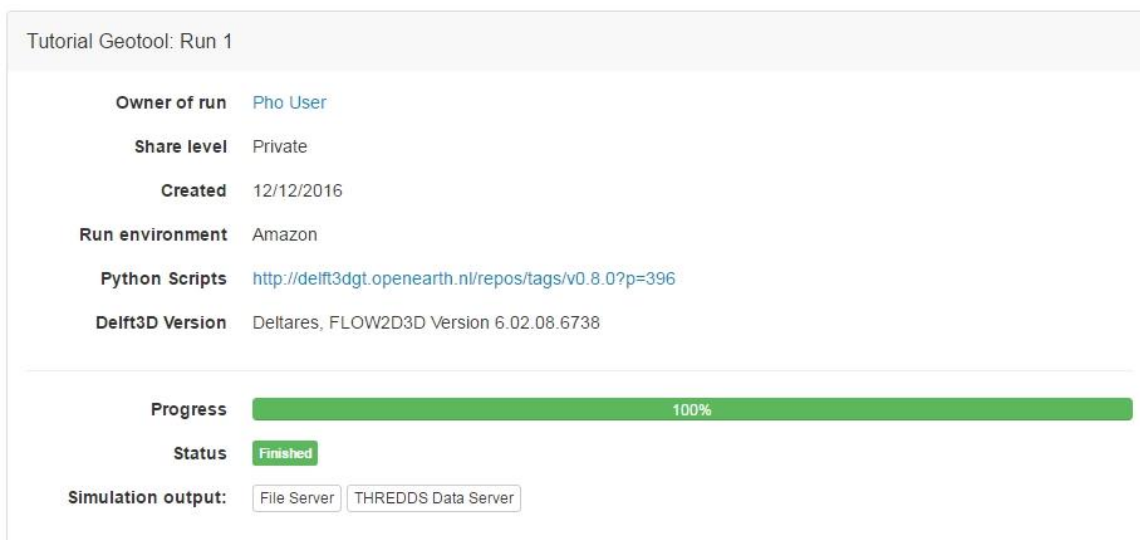 Tutorial Geotool: Run 1
Owner of run Pho User
Share level Private
Created 12/12/2016
Run environment Amazon
Python Scripts http://delft3dgt.openearth.nl/repos/tags/v0.8.0?p=396
Delft3D Version Deltares, FLOW2D3D Version 6.02.08.6738
Progress 100%
Status Finished
Simulation output: File Server THREDDS Data Server